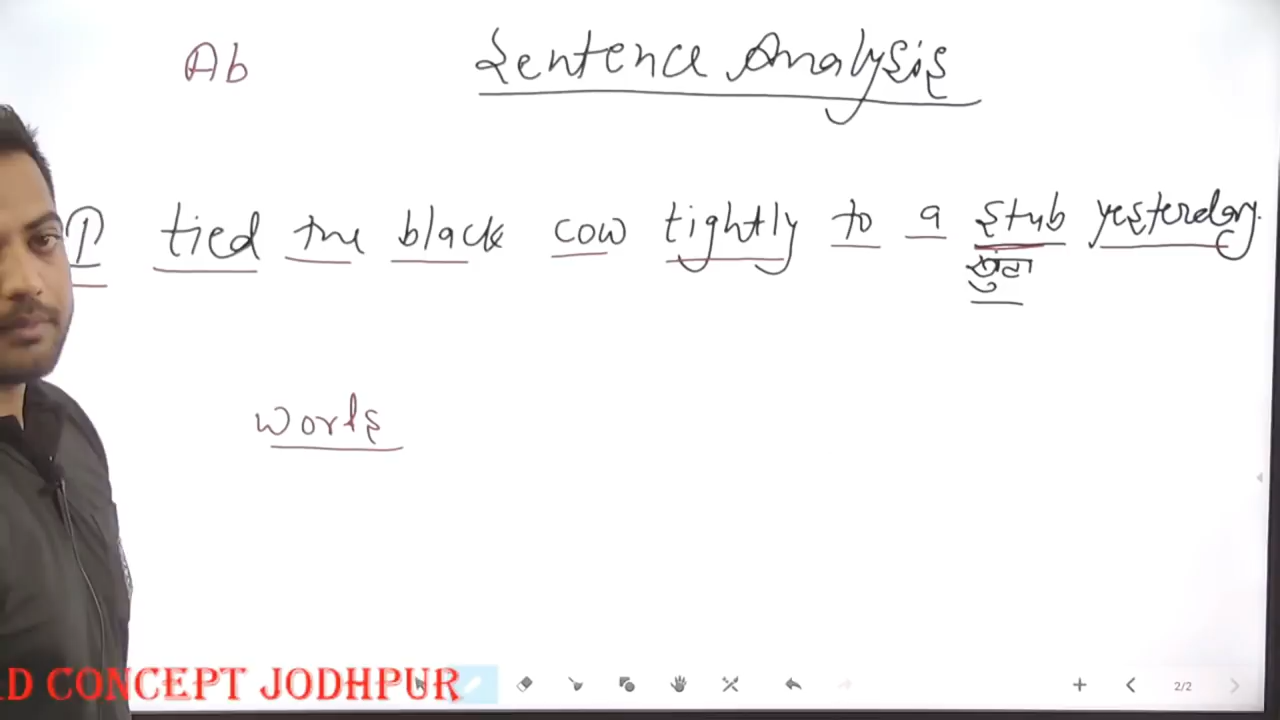 Ab
Sentence Analysis
I tied the black cow tightly to a stub yesterday.
खुटा
words
D CONCEPT JODHPUR
2/2